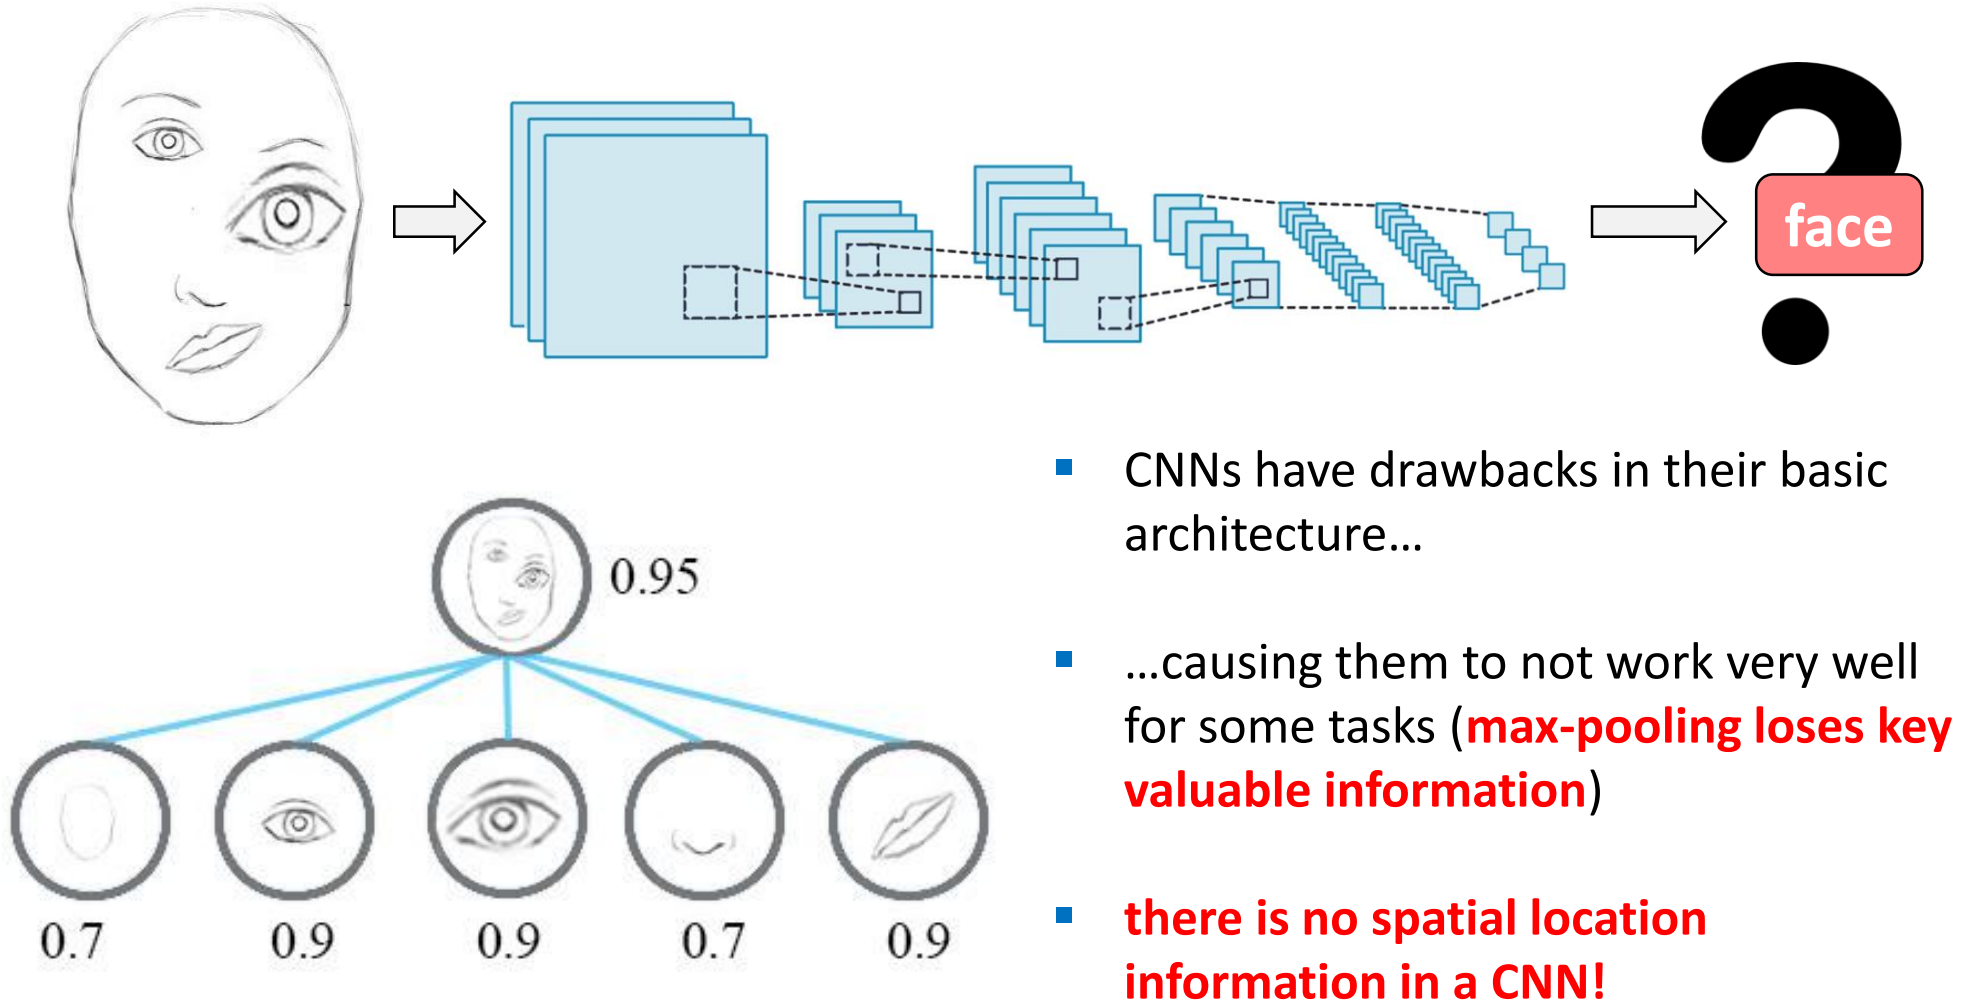 face
CNNs have drawbacks in their basic
architecture…
0.95
…causing them to not work very well
for some tasks (max-pooling loses key
valuable information)
0.7 0.9 0.9 0.7 0.9
there is no spatial location
information in a CNN!